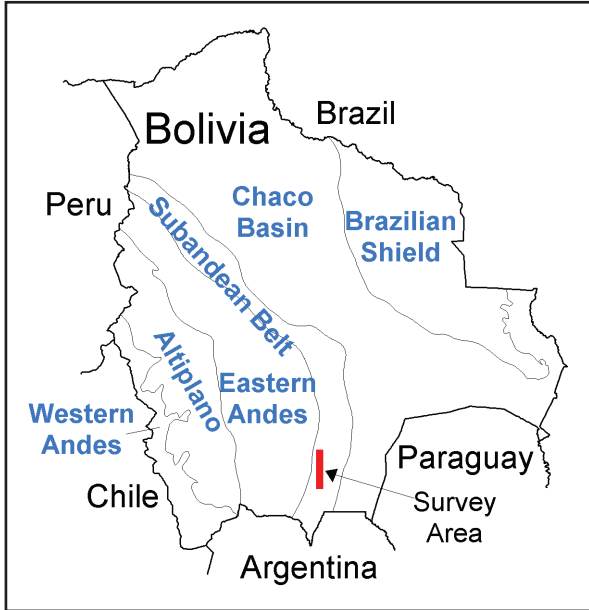 Brazil
Bolivia
Peru
Chaco
Basin
Brazilian
Shield
Subandean Belt
Altiplano
Eastern
Andes
Western
Andes
Chile
Paraguay
Survey
Area
Argentina